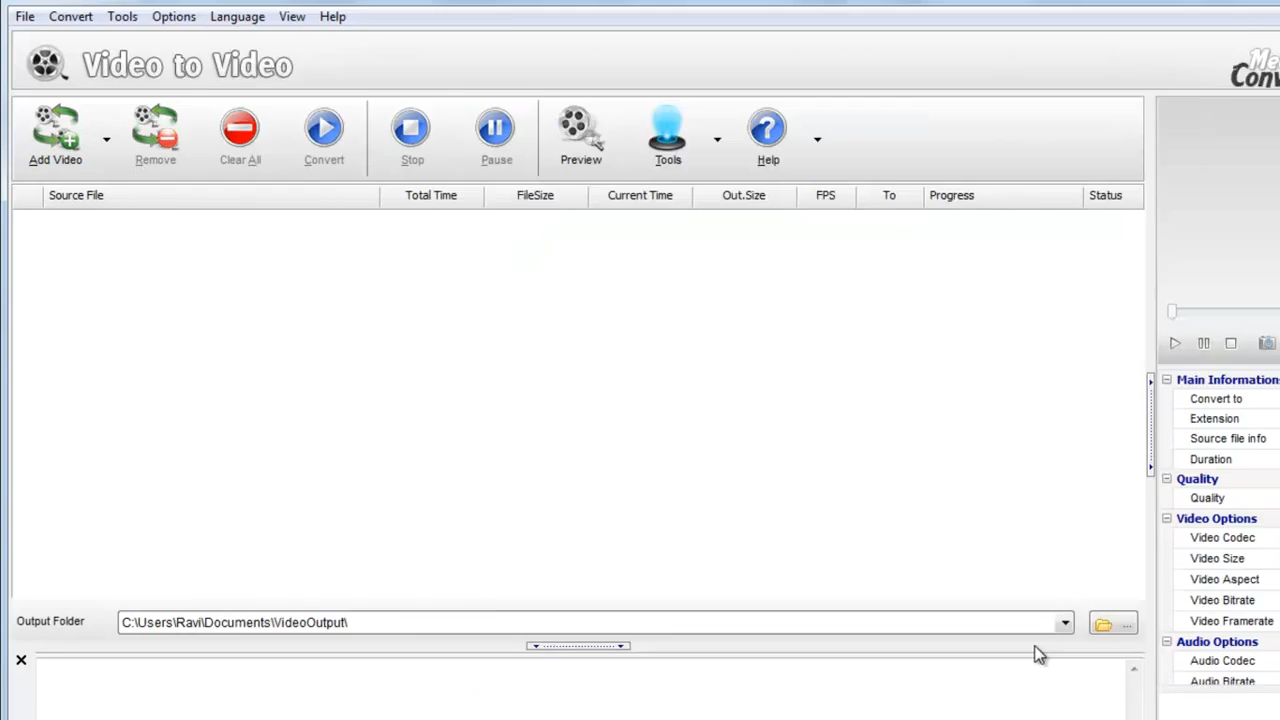 File Convert Tools Options Language View Help
Video to Video
Add Video Remove Clear All Convert Stop Pause Preview Tools Help
Source File Total Time FileSize Current Time Out.Size FPS To Progress Status
Main Information
Convert to
Extension
Source file info
Duration
Quality
Quality
Video Options
Video Codec
Video Size
Video Aspect
Video Bitrate
Video Framerate
Audio Options
Audio Codec
Audio Bitrate
Output Folder C:\Users\Ravi\Documents\VideoOutput\ ...